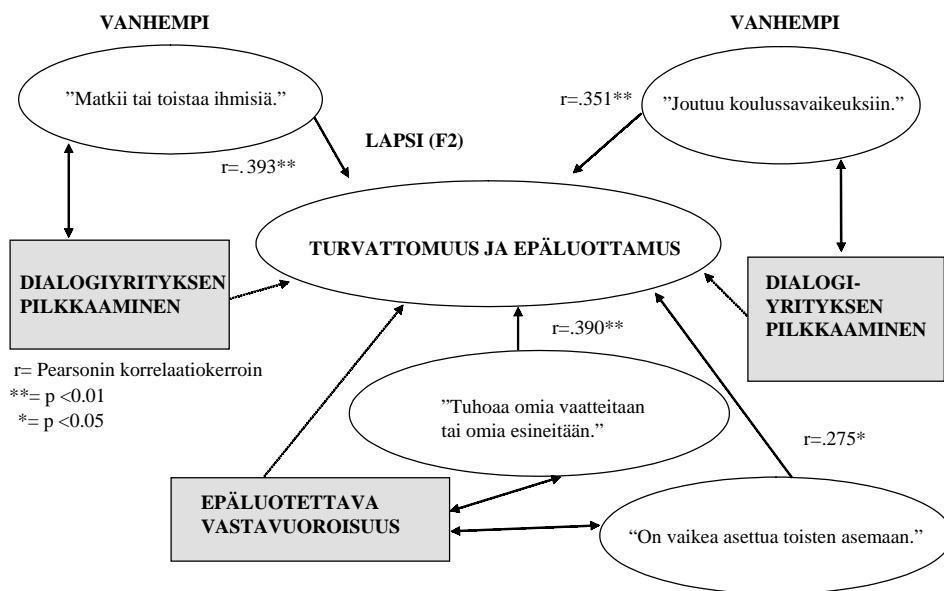 VANHEMPI
VANHEMPI
”Matkii tai toistaa ihmisiä.”
r=.351**
”Joutuu koulussavaikeuksiin.”
LAPSI (F2)
r=.393**
TURVATTOMUUS JA EPÄLUOTTAMUS
DIALOGIYRITYKSEN
PILKKAAMINEN
DIALOGI-
YRITYKSEN
PILKKAAMINEN
r=.390**
r= Pearsonin korrelaatiokerroin
**= p <0.01
*= p <0.05
”Tuhoaa omia vaatteitaan
tai omia esineitään.”
r=.275*
EPÄLUOTETTAVA
VASTAVUOROISUUS
“On vaikea asettua toisten asemaan.”